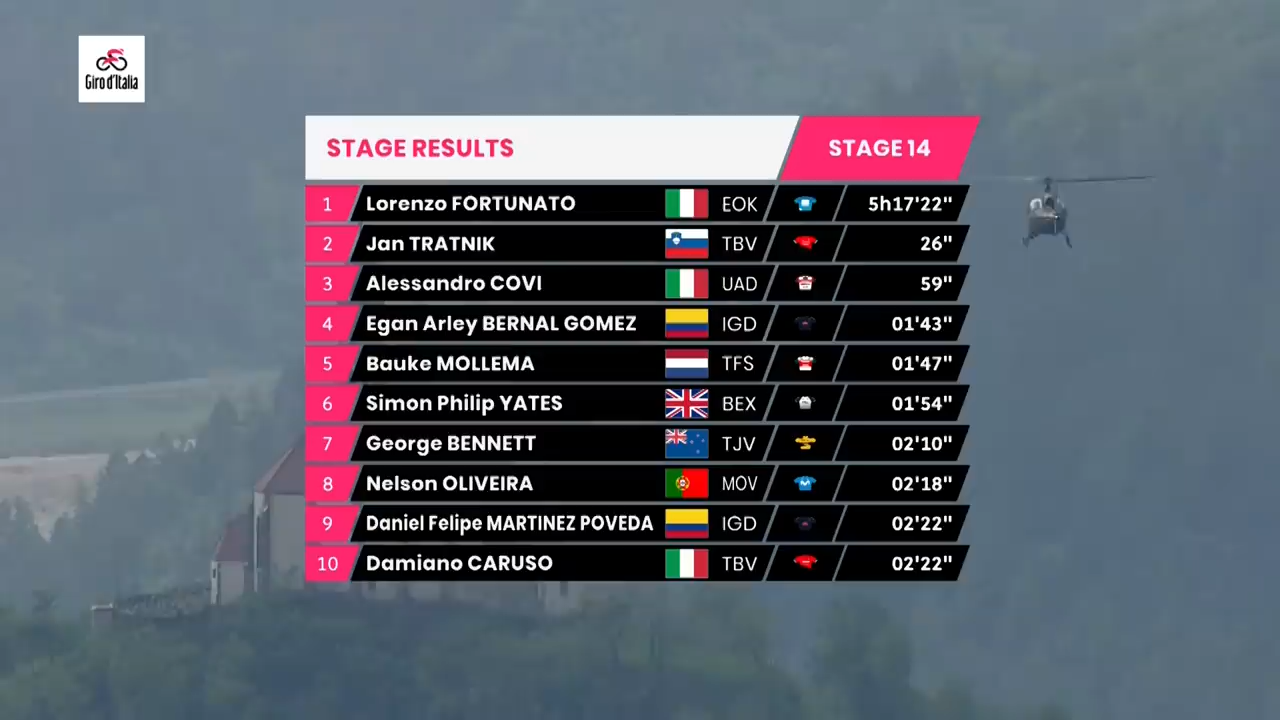 Giro d'Italia
STAGE RESULTS STAGE 14
1 Lorenzo FORTUNATO EOK 5h17'22"
2 Jan TRATNIK TBV 26"
3 Alessandro COVI UAD 59"
4 Egan Arley BERNAL GOMEZ IGD 01'43"
5 Bauke MOLLEMA TFS 01'47"
6 Simon Philip YATES BEX 01'54"
7 George BENNETT TJV 02'10"
8 Nelson OLIVEIRA MOV 02'18"
9 Daniel Felipe MARTINEZ POVEDA IGD 02'22"
10 Damiano CARUSO TBV 02'22"